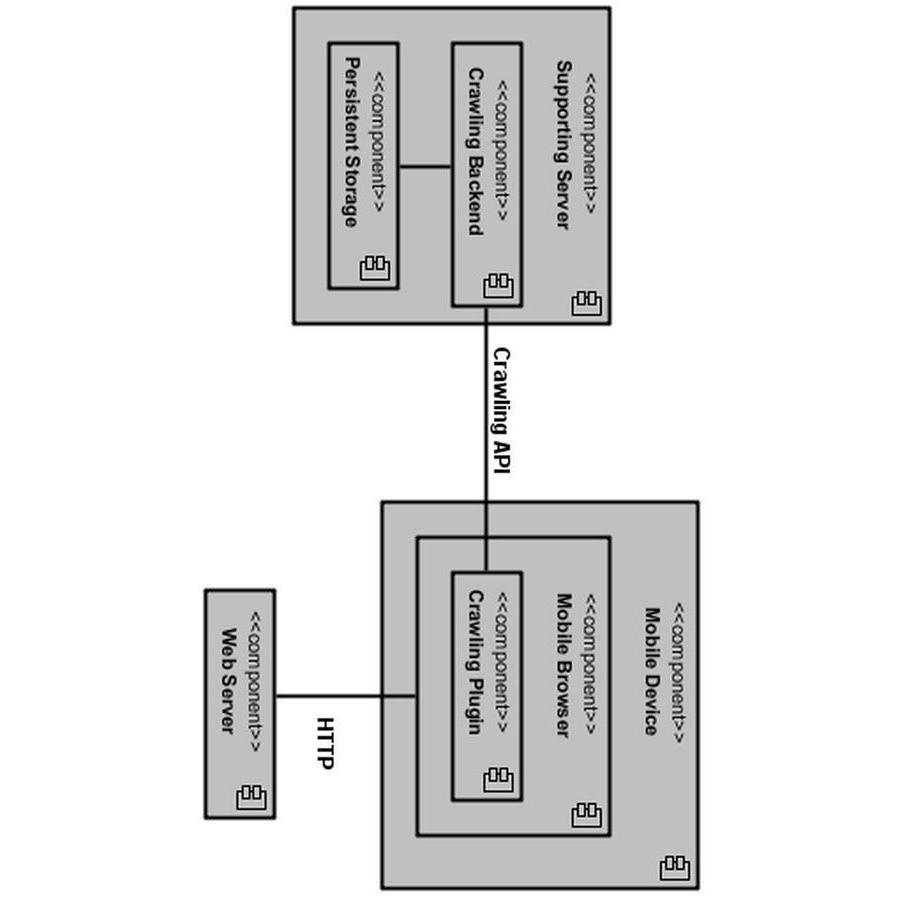 <<component>>
Supporting Server
<<component>>
Crawling Backend
<<component>>
Persistent Storage
Crawling API
<<component>>
Mobile Device
<<component>>
Mobile Browser
<<component>>
Crawling Plugin
HTTP
<<component>>
Web Server